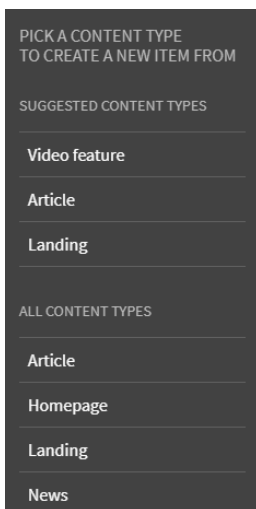 PICK A CONTENT TYPE
TO CREATE A NEW ITEM FROM
SUGGESTED CONTENT TYPES
Video feature
Article
Landing
ALL CONTENT TYPES
Article
Homepage
Landing
News